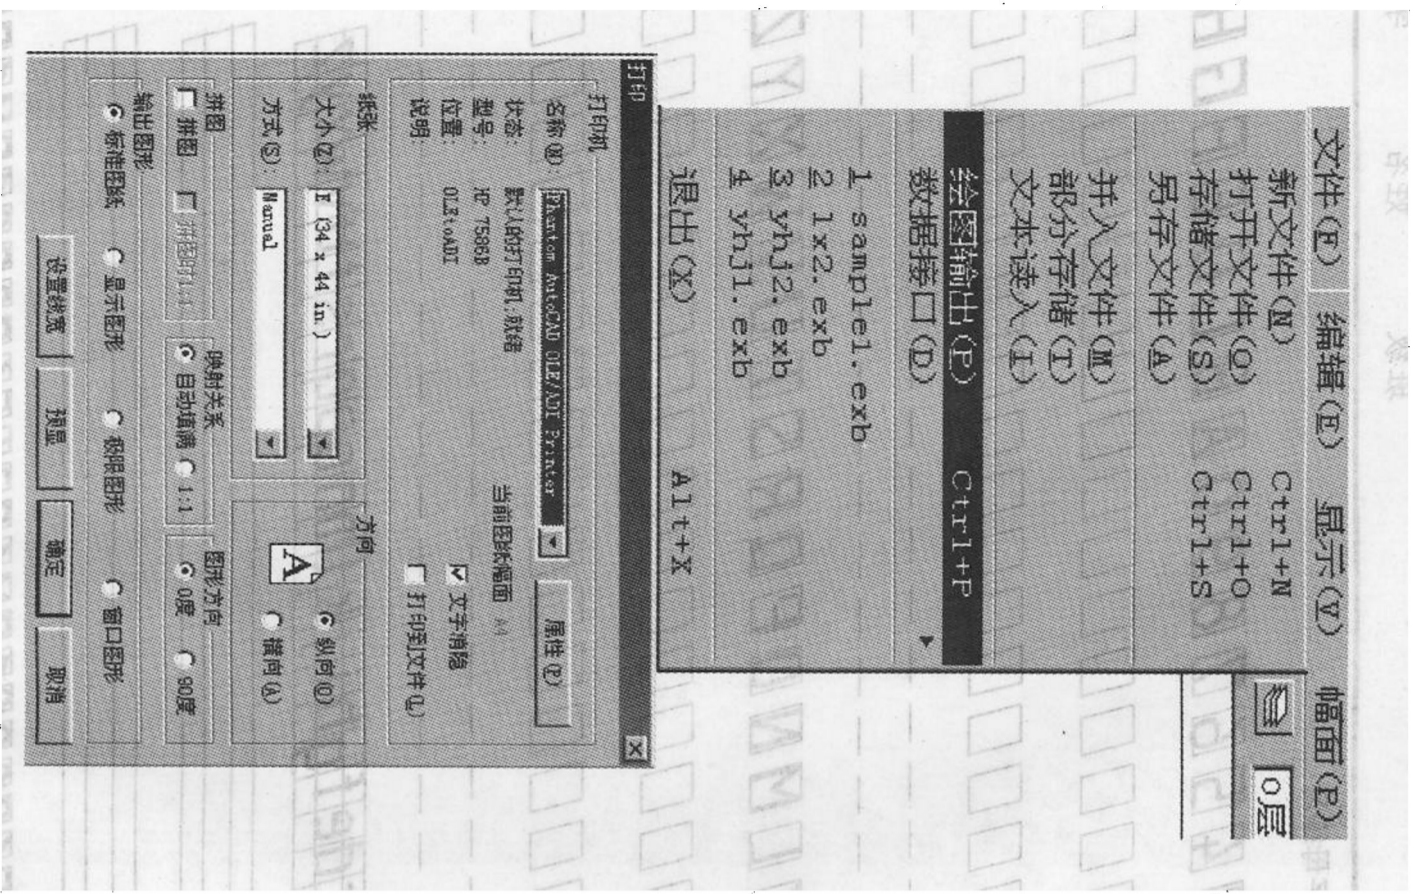 文件(F) 编辑(E) 显示(V) 幅面(P)
新文件(N) Ctrl+N
打开文件(O) Ctrl+O
存储文件(S) Ctrl+S
另存文件(A)
并入文件(M)
部分存储(T)
文本读入(I)
绘图输出(P) Ctrl+P
数据接口(D)
1 sample1.exb
2 lx2.exb
3 yhj2.exb
4 yhj1.exb
退出(X) Alt+X
0层
打印
打印机
名称(N): Phantom AutoCAD OLE/ADI Printer 属性(P)
状态: 默认的打印机;就绪 当前图纸幅面 A4
型号: HP 7586B
位置: OLEtoADI 文字消隐
说明: 打印到文件(L)
纸张
大小(Z): E (34 x 44 in.)
方式(S): Manual
方向
纵向(O)
横向(A)
拼图
拼图 拼图时1:1
映射关系
自动填满 1:1
图形方向
0度 90度
输出图形
标准图纸 显示图形 极限图形 窗口图形
设置线宽 预显 确定 取消